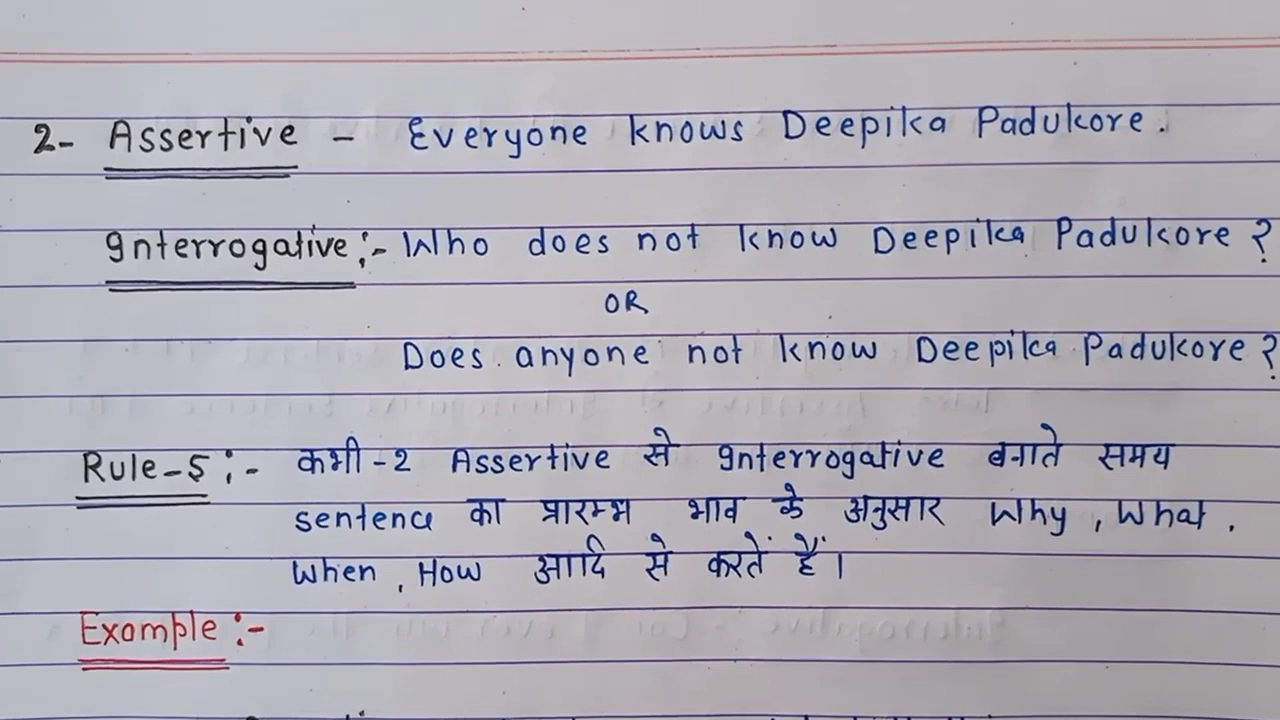 2- Assertive - Everyone knows Deepika Padukore.
Interrogative :- Who does not know Deepika Padukore ?
OR
Does anyone not know Deepika Padukore ?
Rule-5 :- कभी-2 Assertive से Interrogative बनाते समय
sentence का प्रारम्भ भाव के अनुसार Why, What,
When, How आदि से करतें हैं।
Example :-